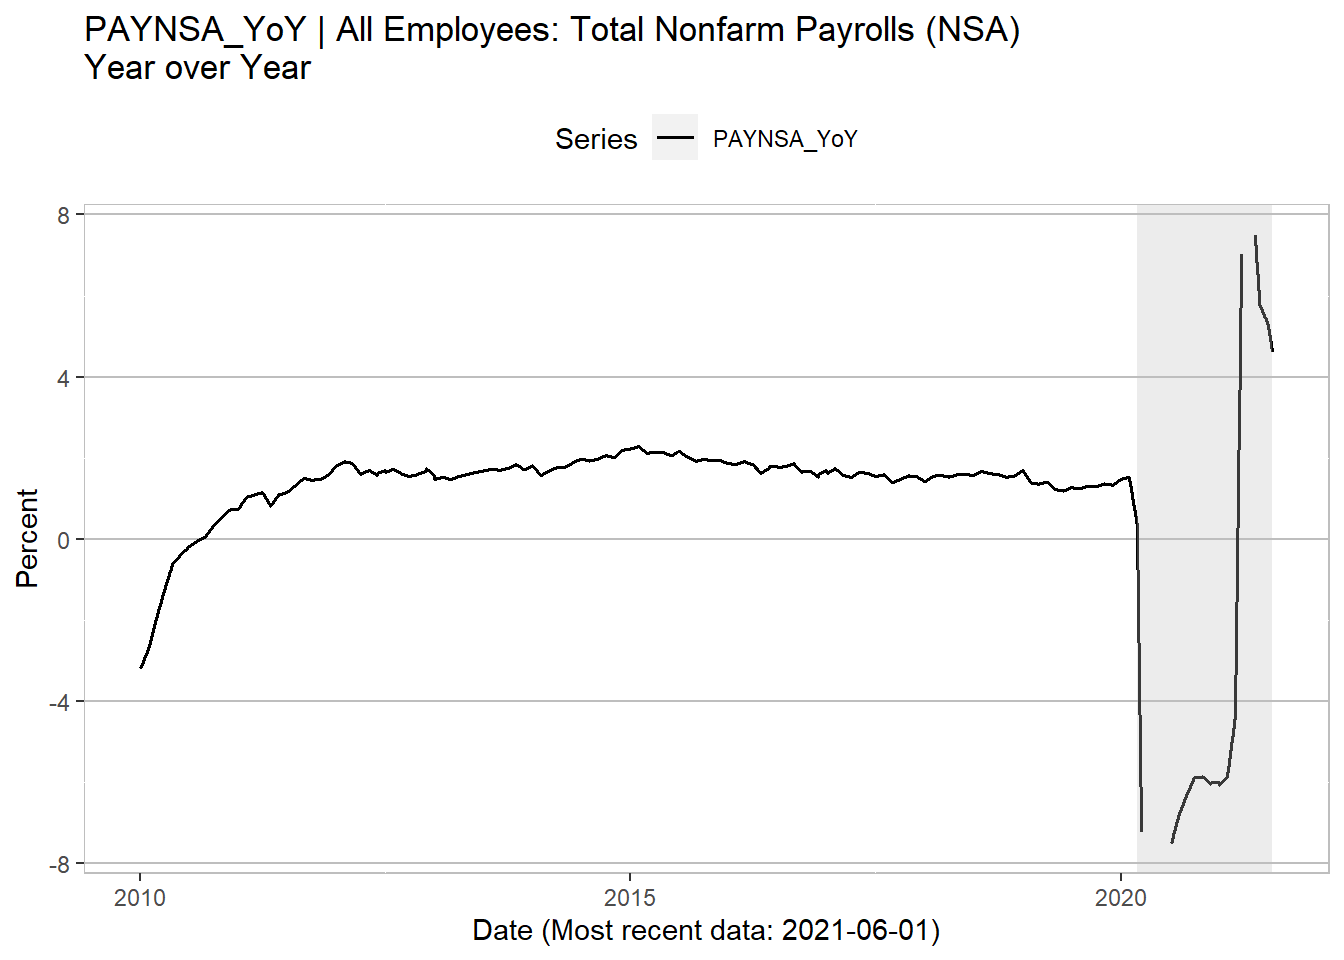 PAYNSA_YoY | All Employees: Total Nonfarm Payrolls (NSA)
Year over Year
Series PAYNSA_YoY
8
4
0
-4
-8
Percent
2010 2015 2020
Date (Most recent data: 2021-06-01)